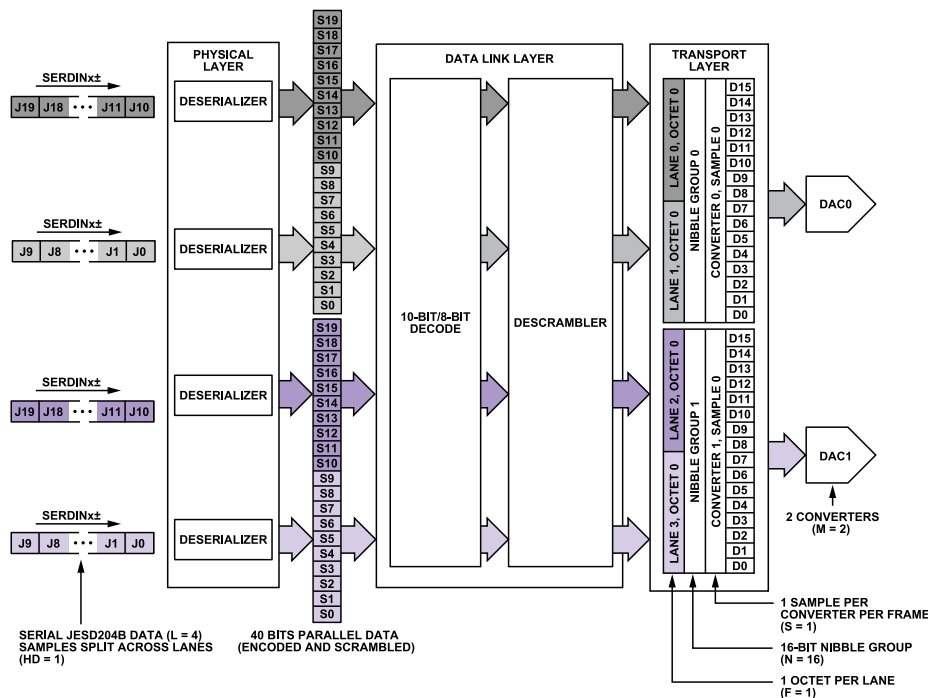 PHYSICAL
LAYER
DATA LINK LAYER
TRANSPORT
LAYER
SERDINx±
J19 J18 ··· J11 J10
DESERIALIZER
SERDINx±
J9 J8 ··· J1 J0
DESERIALIZER
SERDINx±
J19 J18 ··· J11 J10
DESERIALIZER
SERDINx±
J9 J8 ··· J1 J0
DESERIALIZER
S19
S18
S17
S16
S15
S14
S13
S12
S11
S10
S9
S8
S7
S6
S5
S4
S3
S2
S1
S0
S19
S18
S17
S16
S15
S14
S13
S12
S11
S10
S9
S8
S7
S6
S5
S4
S3
S2
S1
S0
10-BIT/8-BIT
DECODE
DESCRAMBLER
LANE 0, OCTET 0
LANE 1, OCTET 0
NIBBLE GROUP 0
CONVERTER 0, SAMPLE 0
D15
D14
D13
D12
D11
D10
D9
D8
D7
D6
D5
D4
D3
D2
D1
D0
DAC0
LANE 2, OCTET 0
LANE 3, OCTET 0
NIBBLE GROUP 1
CONVERTER 1, SAMPLE 0
D15
D14
D13
D12
D11
D10
D9
D8
D7
D6
D5
D4
D3
D2
D1
D0
DAC1
2 CONVERTERS
(M = 2)
SERIAL JESD204B DATA (L = 4)
SAMPLES SPLIT ACROSS LANES
(HD = 1)
40 BITS PARALLEL DATA
(ENCODED AND SCRAMBLED)
1 SAMPLE PER
CONVERTER PER FRAME
(S = 1)
16-BIT NIBBLE GROUP
(N = 16)
1 OCTET PER LANE
(F = 1)